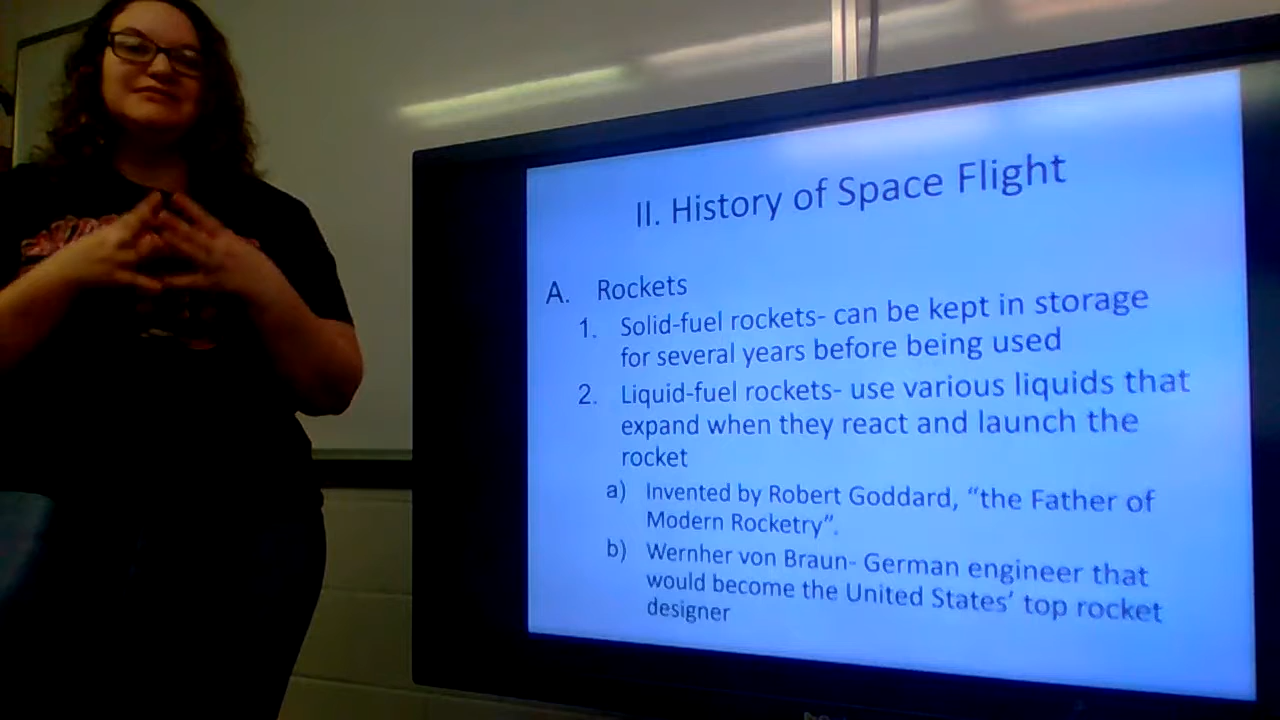 II. History of Space Flight
A. Rockets
1. Solid-fuel rockets- can be kept in storage
for several years before being used
2. Liquid-fuel rockets- use various liquids that
expand when they react and launch the
rocket
a) Invented by Robert Goddard, “the Father of
Modern Rocketry”.
b) Wernher von Braun- German engineer that
would become the United States’ top rocket
designer